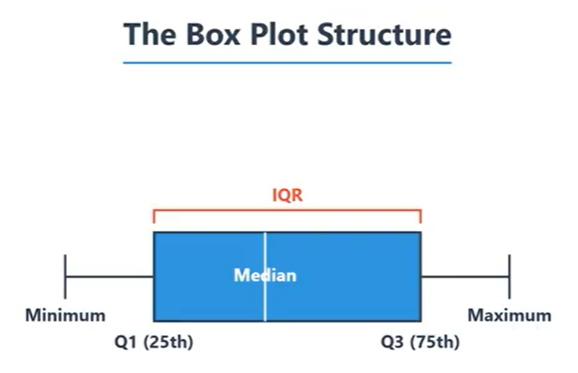 The Box Plot Structure
IQR
Median
Minimum
Maximum
Q1 (25th)
Q3 (75th)